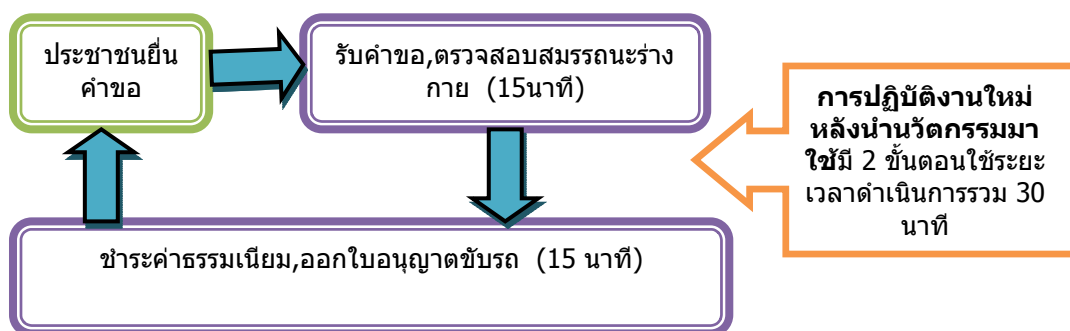 ประชาชนยื่น
คำขอ
รับคำขอ,ตรวจสอบสมรรถนะร่าง
กาย (15นาที)
การปฏิบัติงานใหม่
หลังนำนวัตกรรมมา
ใช้มี 2 ขั้นตอนใช้ระยะ
เวลาดำเนินการรวม 30
นาที
ชำระค่าธรรมเนียม,ออกใบอนุญาตขับรถ (15 นาที)